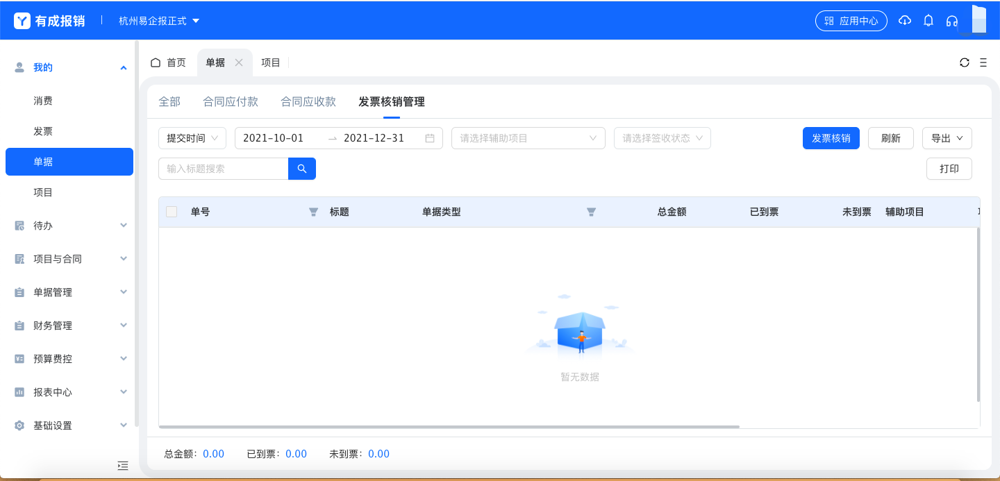 有成报销 杭州易企报正式 应用中心
首页 单据 项目
我的
消费
发票
单据
项目
待办
项目与合同
单据管理
财务管理
预算费控
报表中心
基础设置
全部 合同应付款 合同应收款 发票核销管理
提交时间 2021-10-01 → 2021-12-31 请选择辅助项目 请选择签收状态 发票核销 刷新 导出
输入标题搜索 打印
单号 标题 单据类型 总金额 已到票 未到票 辅助项目
暂无数据
总金额: 0.00 已到票: 0.00 未到票: 0.00